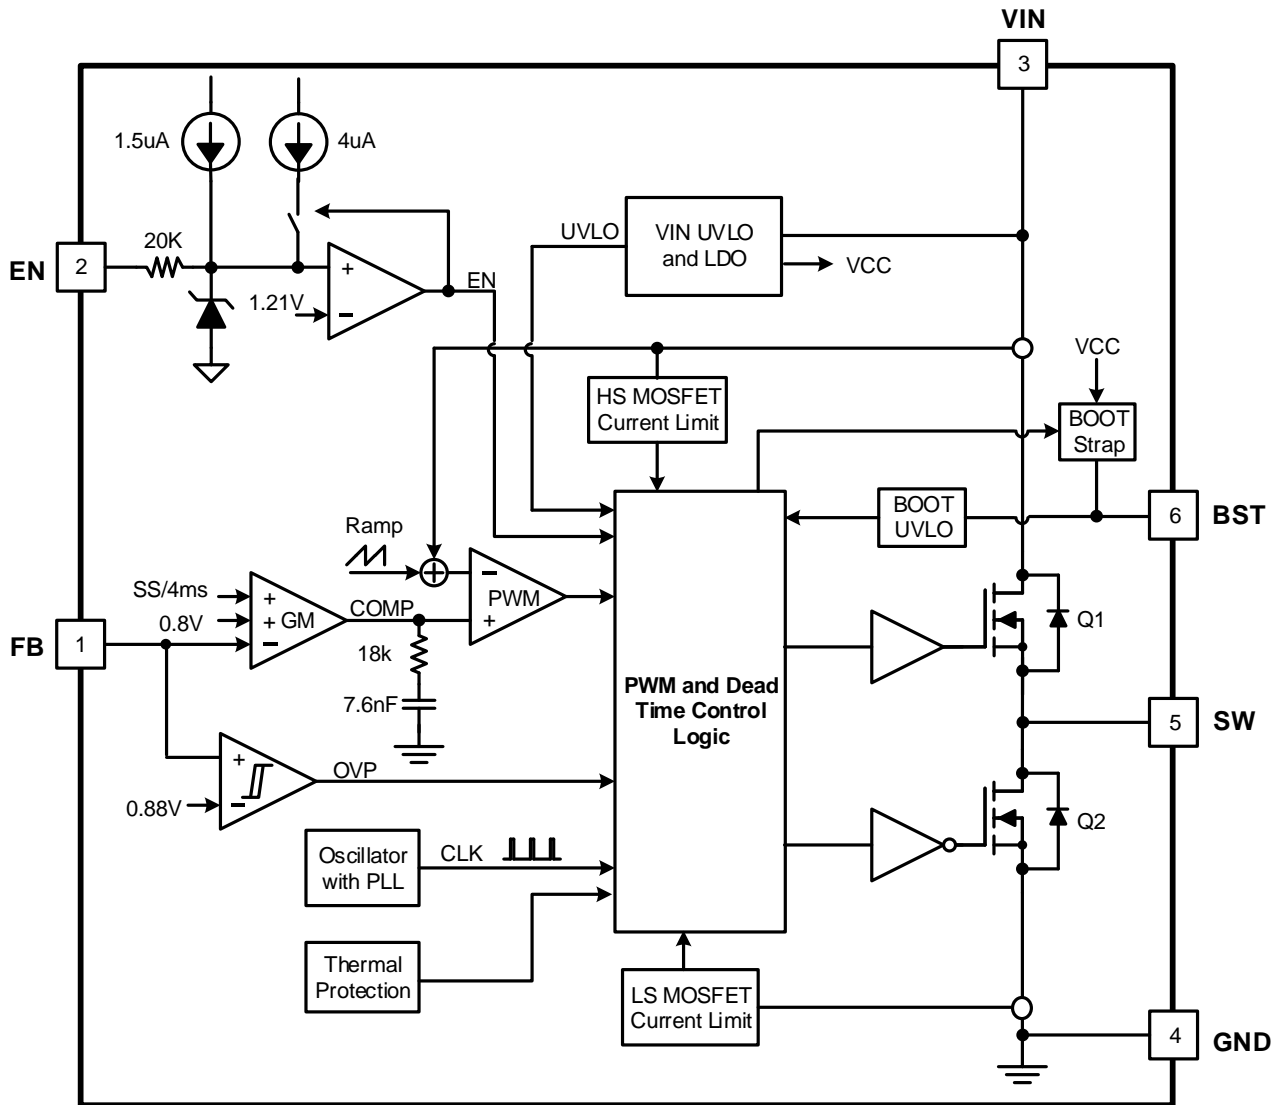 VIN
3
1.5uA
4uA
UVLO
VIN UVLO
and LDO
VCC
20K
EN
2
+
-
1.21V
EN
VCC
HS MOSFET
Current Limit
BOOT
Strap
BOOT
UVLO
6
BST
Ramp
+
-
PWM
+
SS/4ms
0.8V
+
+
-
GM
COMP
FB
1
18k
7.6nF
PWM and Dead
Time Control
Logic
Q1
5
SW
+
-
0.88V
OVP
Q2
Oscillator
with PLL
CLK
Thermal
Protection
LS MOSFET
Current Limit
4
GND